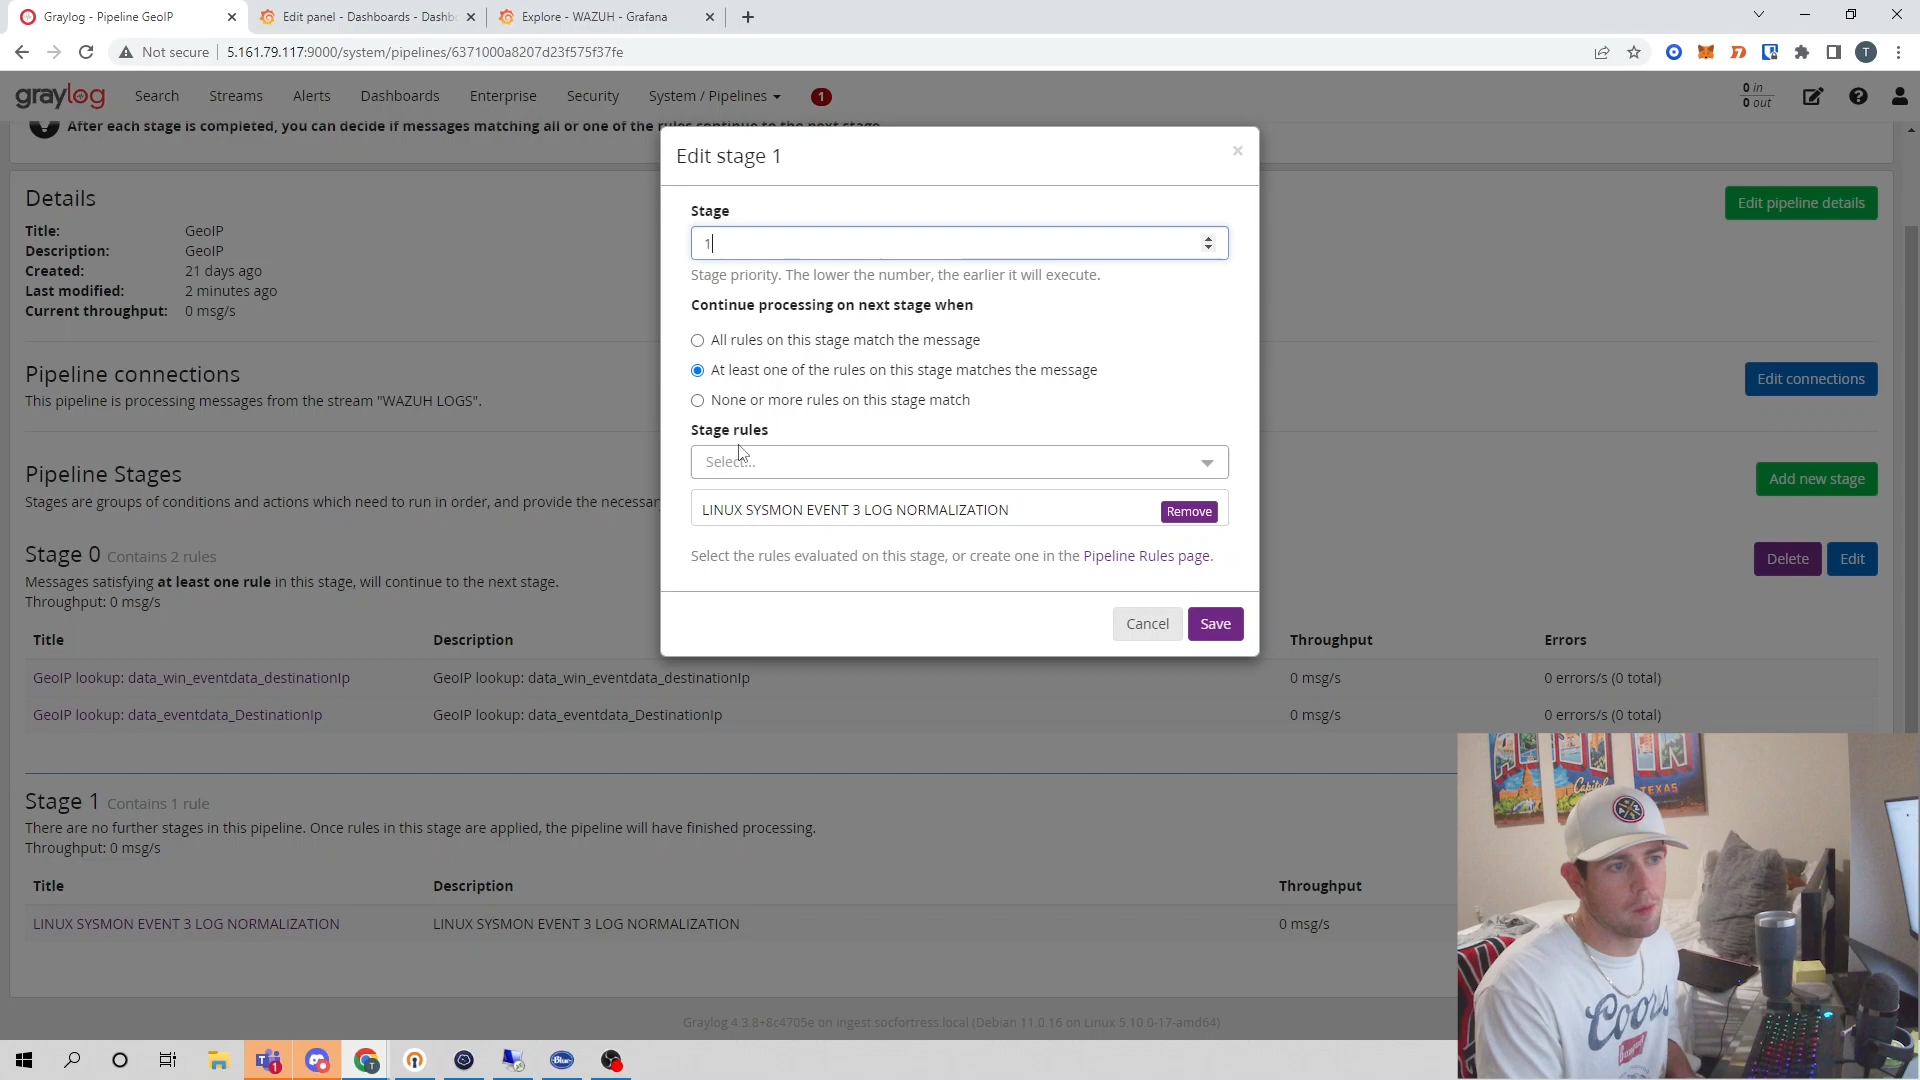 Graylog - Pipeline GeoIP
Edit panel - Dashboards - Dashbo
Explore - WAZUH - Grafana
Not secure
5.161.79.117:9000/system/pipelines/6371000a8207d23f575f37fe
T
graylog
Search
Streams
Alerts
Dashboards
Enterprise
Security
System / Pipelines
1
0 in
0 out
After each stage is completed, you can decide if messages matching all or one of the rules continue to the next stage
Edit stage 1
×
Stage
1
Stage priority. The lower the number, the earlier it will execute.
Continue processing on next stage when
All rules on this stage match the message
At least one of the rules on this stage matches the message
None or more rules on this stage match
Stage rules
Select...
LINUX SYSMON EVENT 3 LOG NORMALIZATION
Remove
Select the rules evaluated on this stage, or create one in the Pipeline Rules page.
Cancel
Save
Details
Edit pipeline details
Title: GeoIP
Description: GeoIP
Created: 21 days ago
Last modified: 2 minutes ago
Current throughput: 0 msg/s
Pipeline connections
Edit connections
This pipeline is processing messages from the stream "WAZUH LOGS".
Pipeline Stages
Add new stage
Stages are groups of conditions and actions which need to run in order, and provide the necessar
Stage 0 Contains 2 rules
Delete
Edit
Messages satisfying at least one rule in this stage, will continue to the next stage.
Throughput: 0 msg/s
Title Description Throughput Errors
GeoIP lookup: data_win_eventdata_destinationIp GeoIP lookup: data_win_eventdata_destinationIp 0 msg/s 0 errors/s (0 total)
GeoIP lookup: data_eventdata_DestinationIp GeoIP lookup: data_eventdata_DestinationIp 0 msg/s 0 errors/s (0 total)
Stage 1 Contains 1 rule
There are no further stages in this pipeline. Once rules in this stage are applied, the pipeline will have finished processing.
Throughput: 0 msg/s
Title Description Throughput
LINUX SYSMON EVENT 3 LOG NORMALIZATION LINUX SYSMON EVENT 3 LOG NORMALIZATION 0 msg/s
Graylog 4.3.8+8c4705e on ingest.socfortress.local (Debian 11.0.16 on Linux 5.10.0-17-amd64)
Capitol
TEXAS
Coors